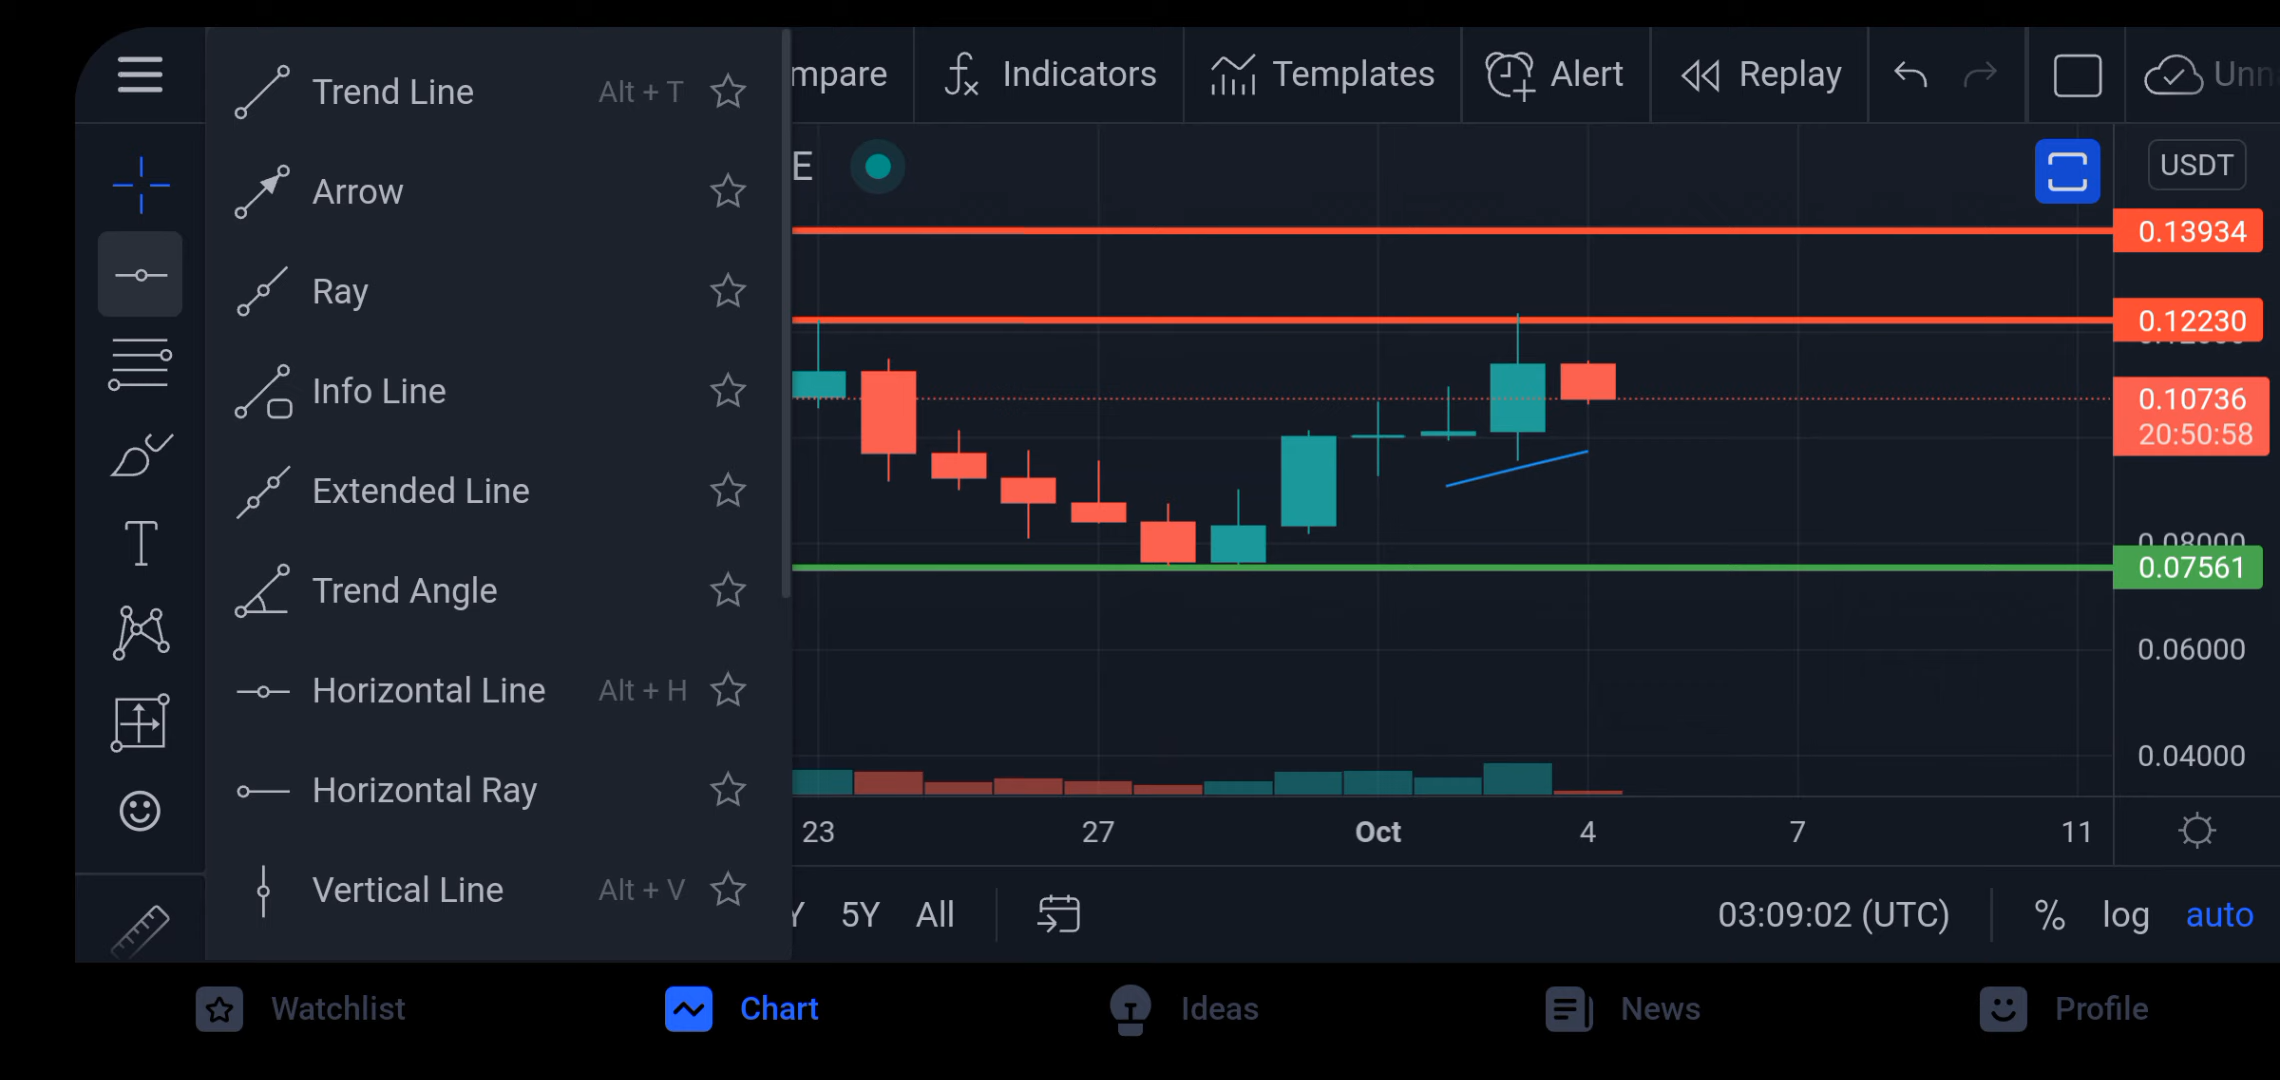 mpare
Indicators
Templates
Alert
Replay
Trend Line Alt + T
Arrow
Ray
Info Line
Extended Line
Trend Angle
Horizontal Line Alt + H
Horizontal Ray
Vertical Line Alt + V
E
USDT
0.13934
0.12230
0.10736
20:50:58
0.08000
0.07561
0.06000
0.04000
23 27 Oct 4 7 11
Y 5Y All
03:09:02 (UTC) % log auto
Watchlist Chart Ideas News Profile